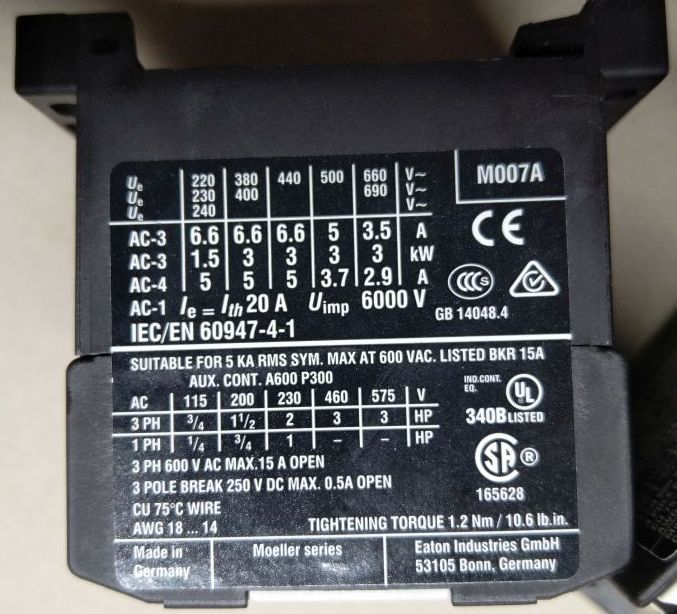 Ue 220 380 440 500 660 V~ M007A
Ue 230 400 690 V~
Ue 240 V~
AC-3 6.6 6.6 6.6 5 3.5 A CE
AC-3 1.5 3 3 3 3 kW
AC-4 5 5 5 3.7 2.9 A CCC S
AC-1 Ie = Ith 20 A Uimp 6000 V GB 14048.4
IEC/EN 60947-4-1
SUITABLE FOR 5 KA RMS SYM. MAX AT 600 VAC. LISTED BKR 15A
AUX. CONT. A600 P300
IND.CONT.
EQ. UL
AC 115 200 230 460 575 V
3 PH 3/4 1 1/2 2 3 3 HP 340B LISTED
1 PH 1/4 3/4 1 – – HP
3 PH 600 V AC MAX.15 A OPEN SA ®
3 POLE BREAK 250 V DC MAX. 0.5A OPEN 165628
CU 75°C WIRE
AWG 18 ... 14 TIGHTENING TORQUE 1.2 Nm / 10.6 lb.in.
Made in Moeller series Eaton Industries GmbH
Germany 53105 Bonn, Germany